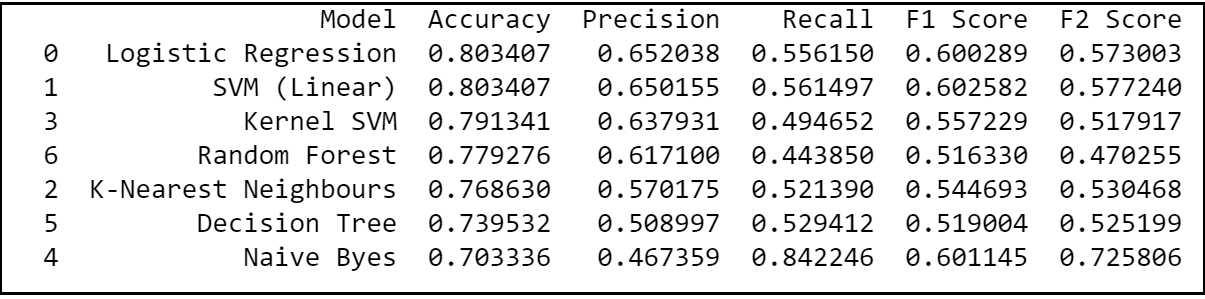 Model Accuracy Precision Recall F1 Score F2 Score
0 Logistic Regression 0.803407 0.652038 0.556150 0.600289 0.573003
1 SVM (Linear) 0.803407 0.650155 0.561497 0.602582 0.577240
3 Kernel SVM 0.791341 0.637931 0.494652 0.557229 0.517917
6 Random Forest 0.779276 0.617100 0.443850 0.516330 0.470255
2 K-Nearest Neighbours 0.768630 0.570175 0.521390 0.544693 0.530468
5 Decision Tree 0.739532 0.508997 0.529412 0.519004 0.525199
4 Naive Byes 0.703336 0.467359 0.842246 0.601145 0.725806